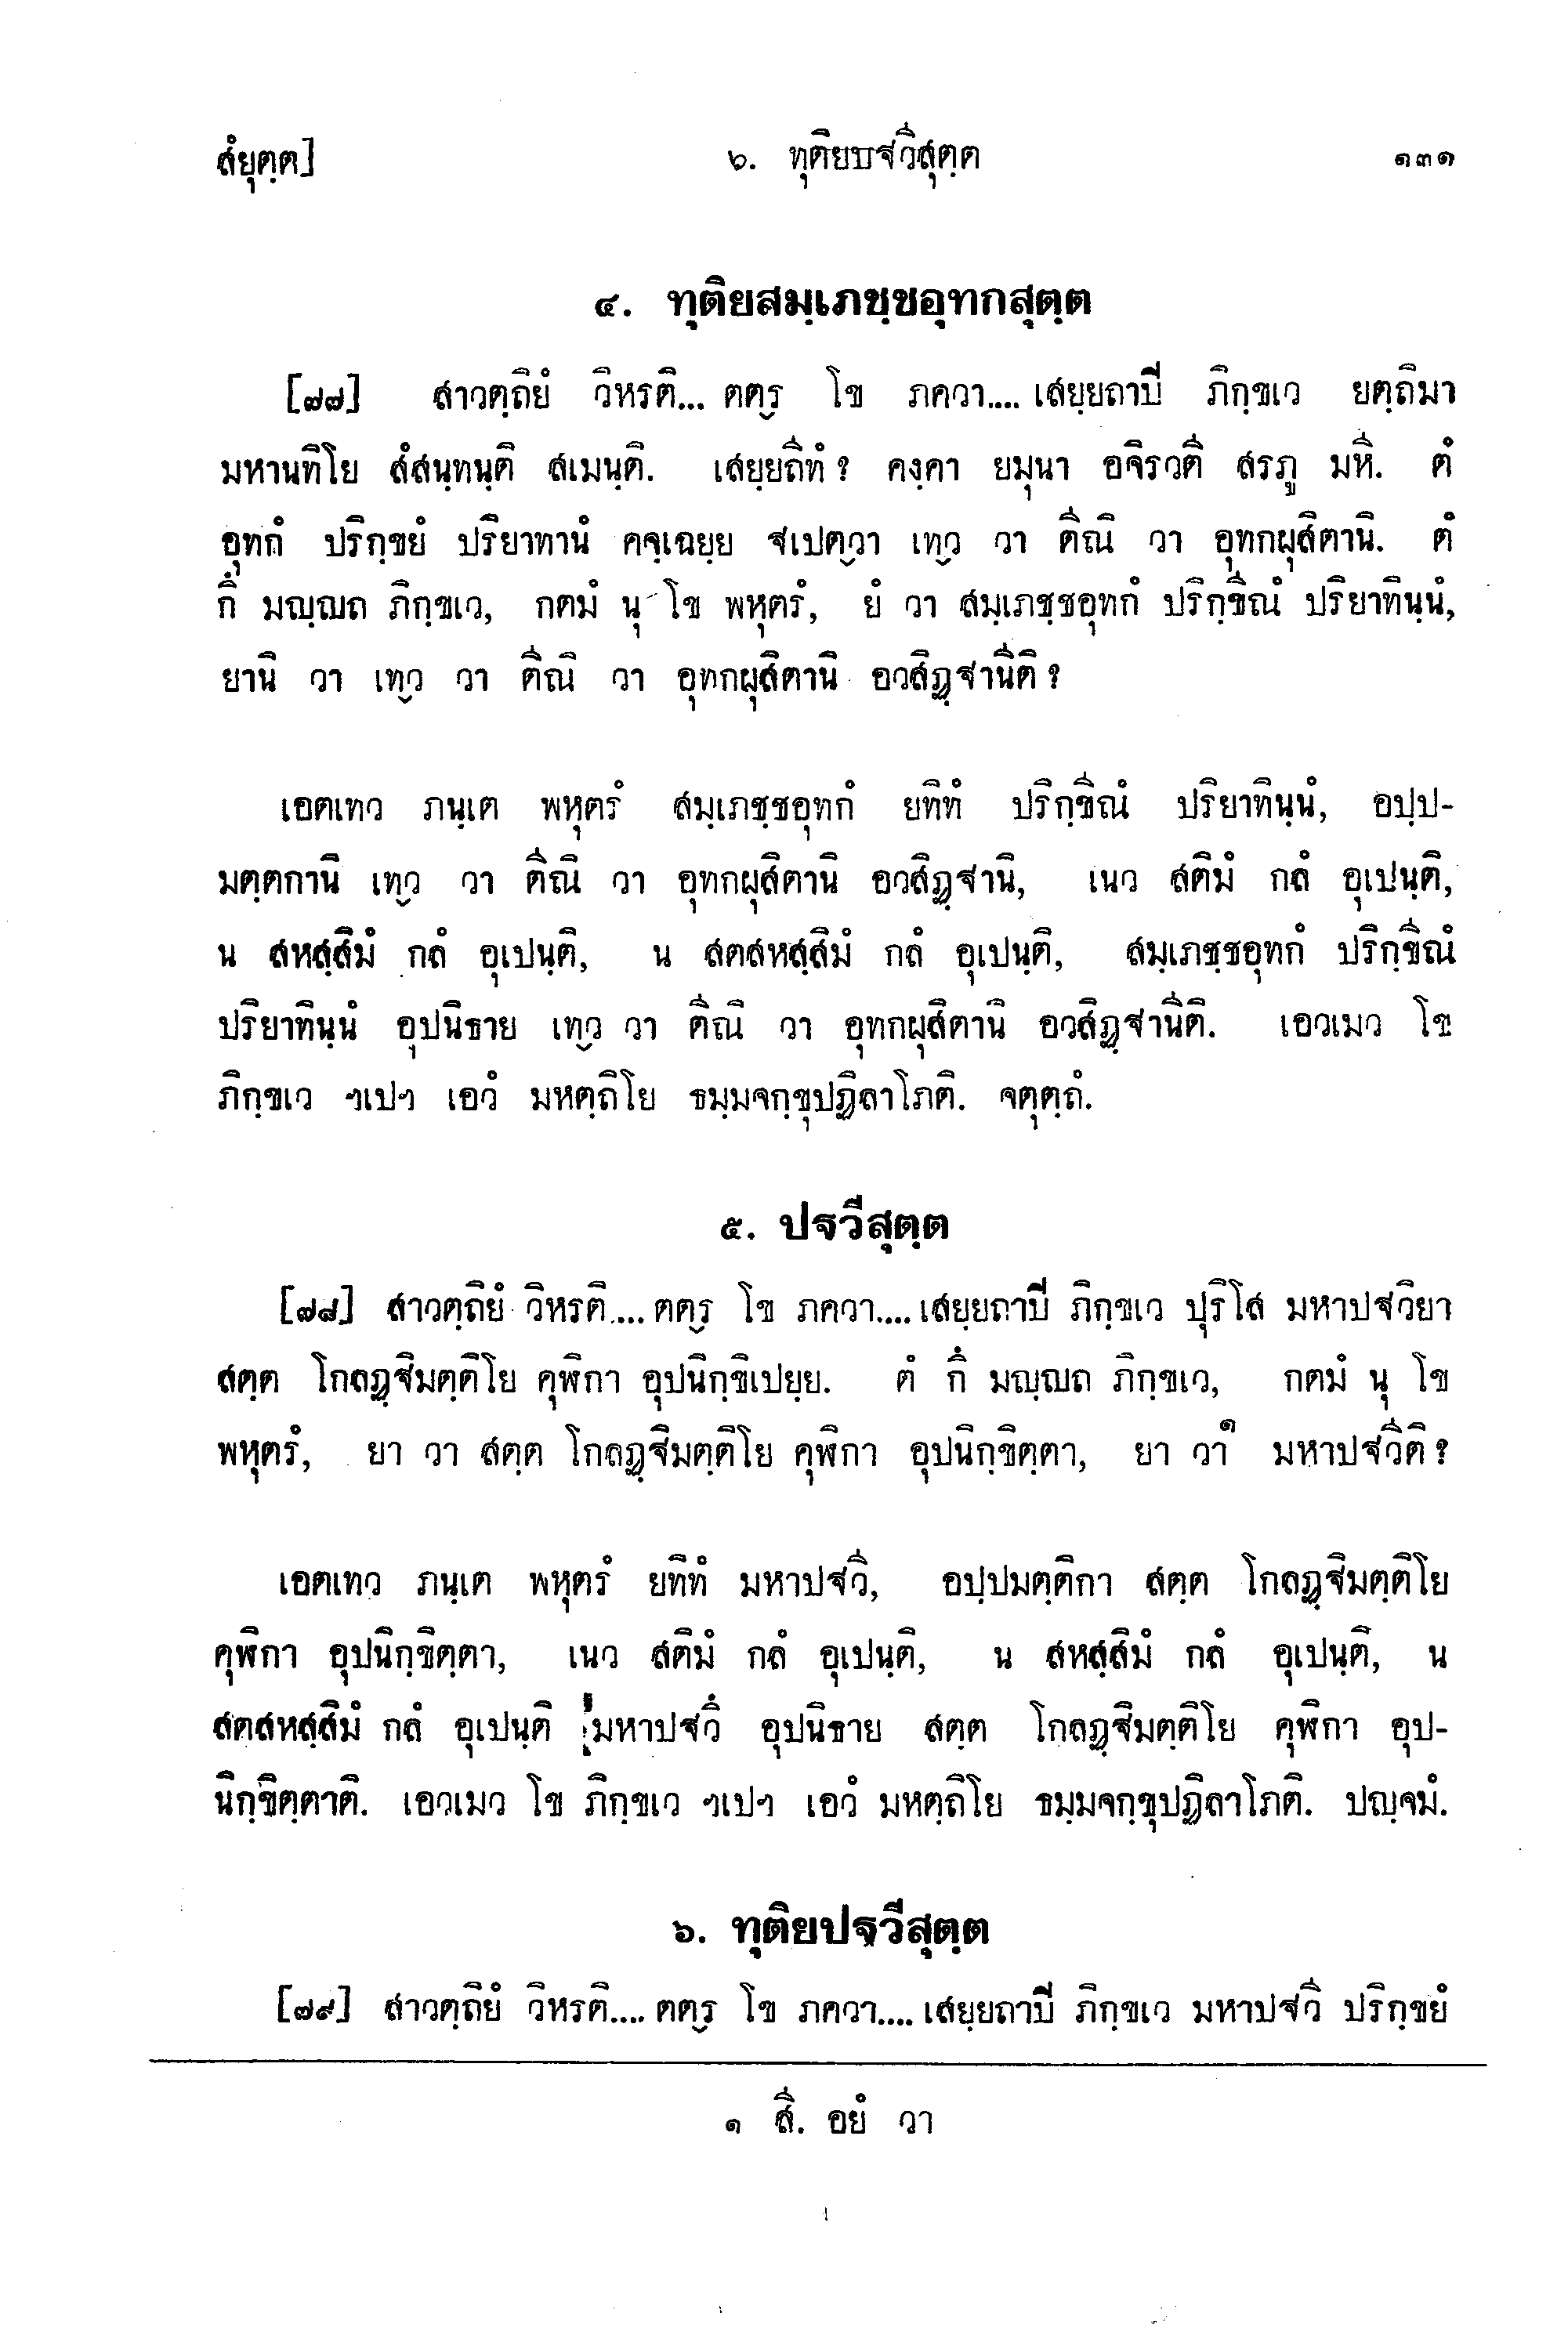 สํยุตฺต]
๖. ทุติยปฐวีสุตฺต
๑๓๑
๔. ทุติยสมฺเภชฺชอุทกสุตฺต
[๗๗] สาวตฺถิยํ วิหรติ... ตตฺร โข ภควา.... เสยฺยถาปิ ภิกฺขเว ยตฺถิมา
มหานทิโย สํสนฺทนฺติ สเมนฺติ. เสยฺยถีทํ? คงฺคา ยมุนา อจิรวตี สรภู มหี. ตํ
อุทกํ ปริกฺขยํ ปริยาทานํ คจฺเฉยฺย ฐเปตฺวา เทฺว วา ตีณิ วา อุทกผุสิตานิ. ตํ
กึ มญฺญถ ภิกฺขเว, กตมํ นุ โข พหุตรํ, ยํ วา สมฺเภชฺชอุทกํ ปริกฺขีณํ ปริยาทินฺนํ,
ยานิ วา เทฺว วา ตีณิ วา อุทกผุสิตานิ อวสิฏฺฐานีติ?
เอตเทว ภนฺเต พหุตรํ สมฺเภชฺชอุทกํ ยทิทํ ปริกฺขีณํ ปริยาทินฺนํ, อปฺป-
มตฺตกานิ เทฺว วา ตีณิ วา อุทกผุสิตานิ อวสิฏฺฐานิ, เนว สติมํ กลํ อุเปนฺติ,
น สหสฺสิมํ กลํ อุเปนฺติ, น สตสหสฺสิมํ กลํ อุเปนฺติ, สมฺเภชฺชอุทกํ ปริกฺขีณํ
ปริยาทินฺนํ อุปนิธาย เทฺว วา ตีณิ วา อุทกผุสิตานิ อวสิฏฺฐานีติ. เอวเมว โข
ภิกฺขเว ฯเปฯ เอวํ มหตฺถิโย ธมฺมจกฺขุปฏิลาโภติ. จตุตฺถํ.
๕. ปฐวีสุตฺต
[๗๘] สาวตฺถิยํ วิหรติ.... ตตฺร โข ภควา.... เสยฺยถาปิ ภิกฺขเว ปุริโส มหาปฐวิยา
สตฺต โกลฏฺฐิมตฺติโย คุฬิกา อุปนิกฺขิเปยฺย. ตํ กึ มญฺญถ ภิกฺขเว, กตมํ นุ โข
พหุตรํ, ยา วา สตฺต โกลฏฺฐิมตฺติโย คุฬิกา อุปนิกฺขิตฺตา, ยา วา๑ มหาปฐวีติ?
เอตเทว ภนฺเต พหุตรํ ยทิทํ มหาปฐวี, อปฺปมตฺติกา สตฺต โกลฏฺฐิมตฺติโย
คุฬิกา อุปนิกฺขิตฺตา, เนว สติมํ กลํ อุเปนฺติ, น สหสฺสิมํ กลํ อุเปนฺติ, น
สตสหสฺสิมํ กลํ อุเปนฺติ มหาปฐวึ อุปนิธาย สตฺต โกลฏฺฐิมตฺติโย คุฬิกา อุป-
นิกฺขิตฺตาติ. เอวเมว โข ภิกฺขเว ฯเปฯ เอวํ มหตฺถิโย ธมฺมจกฺขุปฏิลาโภติ. ปญฺจมํ.
๖. ทุติยปฐวีสุตฺต
[๗๙] สาวตฺถิยํ วิหรติ.... ตตฺร โข ภควา.... เสยฺยถาปิ ภิกฺขเว มหาปฐวี ปริกฺขยํ
๑ สี. อยํ วา